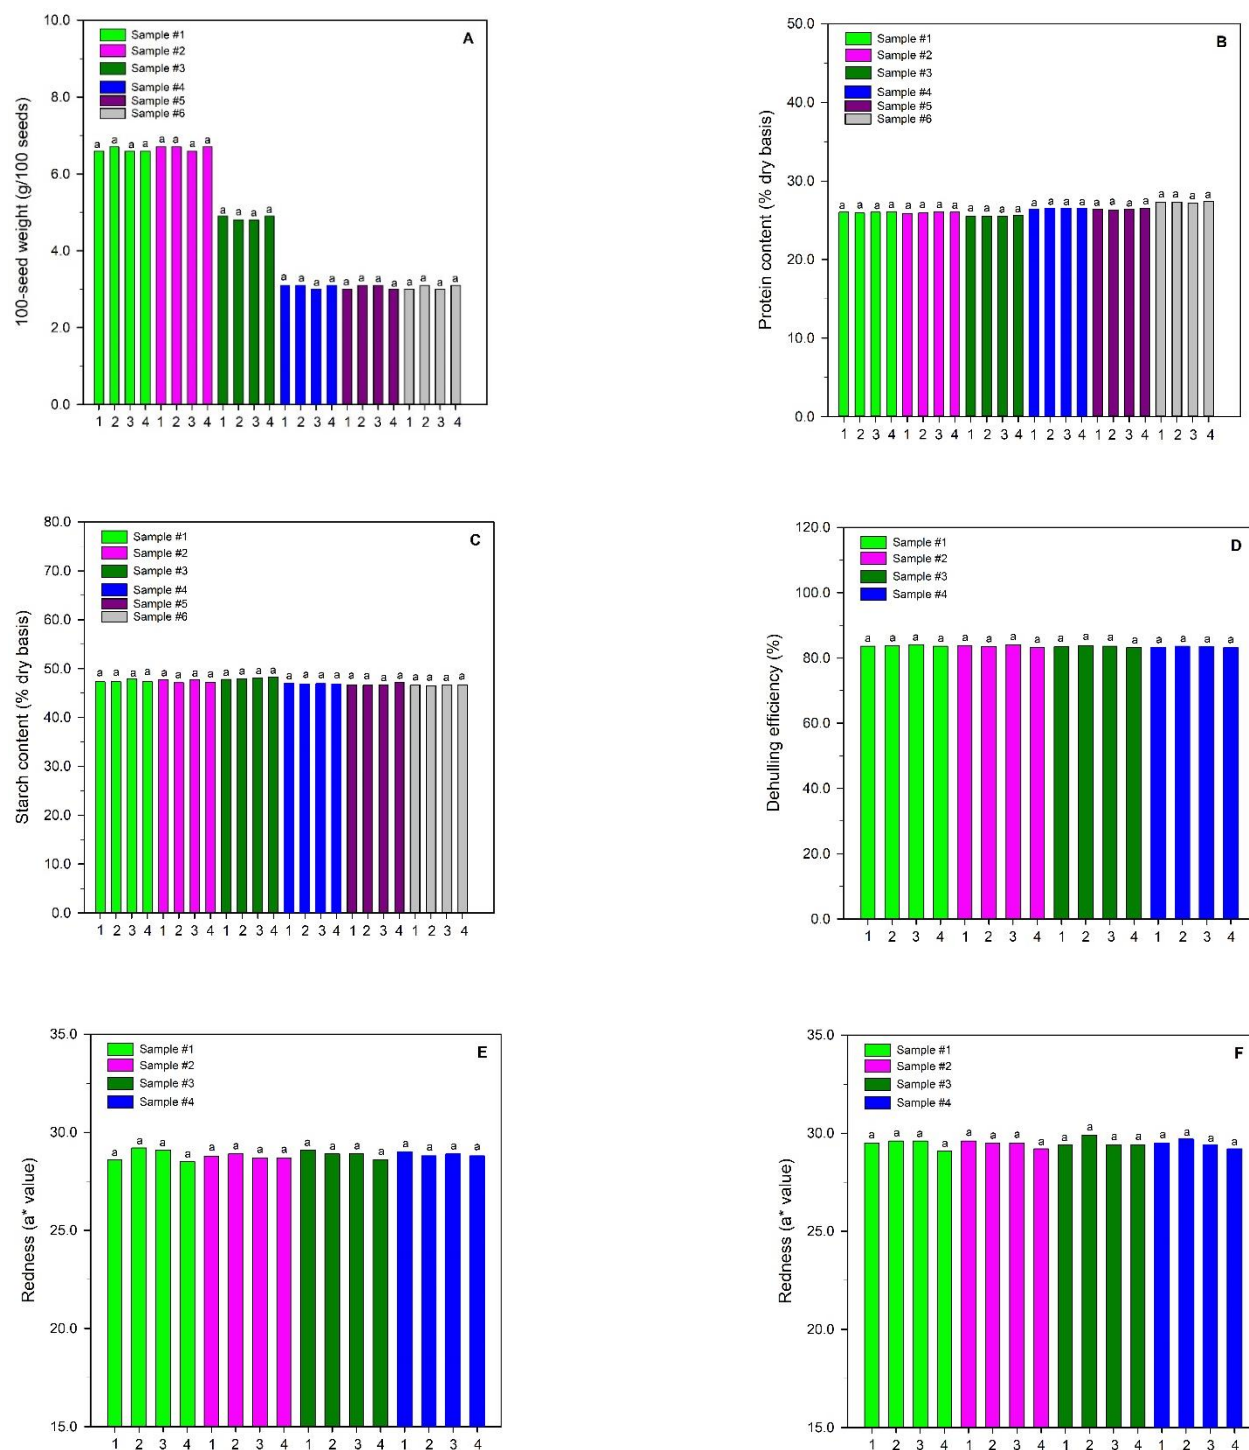 A
Sample #1
Sample #2
Sample #3
Sample #4
Sample #5
Sample #6
100-seed weight (g/100 seeds)
10.0
8.0
6.0
4.0
2.0
0.0
a a a a a a a a a a a a a a a a a a a a a a a a
1 2 3 4 1 2 3 4 1 2 3 4 1 2 3 4 1 2 3 4 1 2 3 4
B
Sample #1
Sample #2
Sample #3
Sample #4
Sample #5
Sample #6
Protein content (% dry basis)
50.0
40.0
30.0
20.0
10.0
0.0
a a a a a a a a a a a a a a a a a a a a a a a a
1 2 3 4 1 2 3 4 1 2 3 4 1 2 3 4 1 2 3 4 1 2 3 4
C
Sample #1
Sample #2
Sample #3
Sample #4
Sample #5
Sample #6
Starch content (% dry basis)
80.0
70.0
60.0
50.0
40.0
30.0
20.0
10.0
0.0
a a a a a a a a a a a a a a a a a a a a a a a a
1 2 3 4 1 2 3 4 1 2 3 4 1 2 3 4 1 2 3 4 1 2 3 4
D
Sample #1
Sample #2
Sample #3
Sample #4
Dehulling efficiency (%)
120.0
100.0
80.0
60.0
40.0
20.0
0.0
a a a a a a a a a a a a a a a a
1 2 3 4 1 2 3 4 1 2 3 4 1 2 3 4
E
Sample #1
Sample #2
Sample #3
Sample #4
Redness (a* value)
35.0
30.0
25.0
20.0
15.0
a a a a a a a a a a a a a a a a
1 2 3 4 1 2 3 4 1 2 3 4 1 2 3 4
F
Sample #1
Sample #2
Sample #3
Sample #4
Redness (a* value)
35.0
30.0
25.0
20.0
15.0
a a a a a a a a a a a a a a a a
1 2 3 4 1 2 3 4 1 2 3 4 1 2 3 4